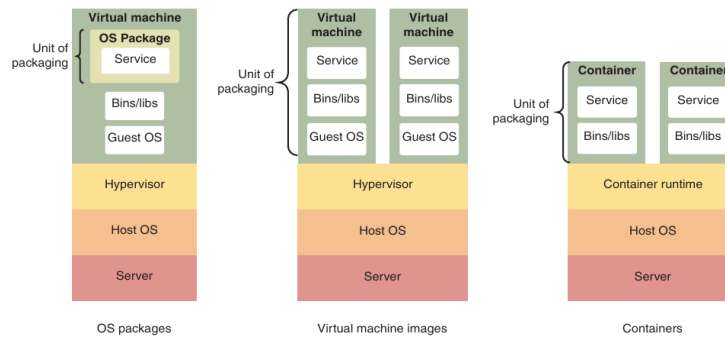 Virtual machine
OS Package
Service
Unit of
packaging
Bins/libs
Guest OS
Hypervisor
Host OS
Server
OS packages
Virtual
machine
Virtual
machine
Service
Service
Unit of
packaging
Bins/libs
Bins/libs
Guest OS
Guest OS
Hypervisor
Host OS
Server
Virtual machine images
Container
Container
Unit of
packaging
Service
Service
Bins/libs
Bins/libs
Container runtime
Host OS
Server
Containers